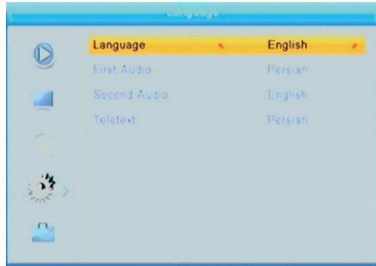 Language
Language English
First Audio Persian
Second Audio English
Teletext Persian